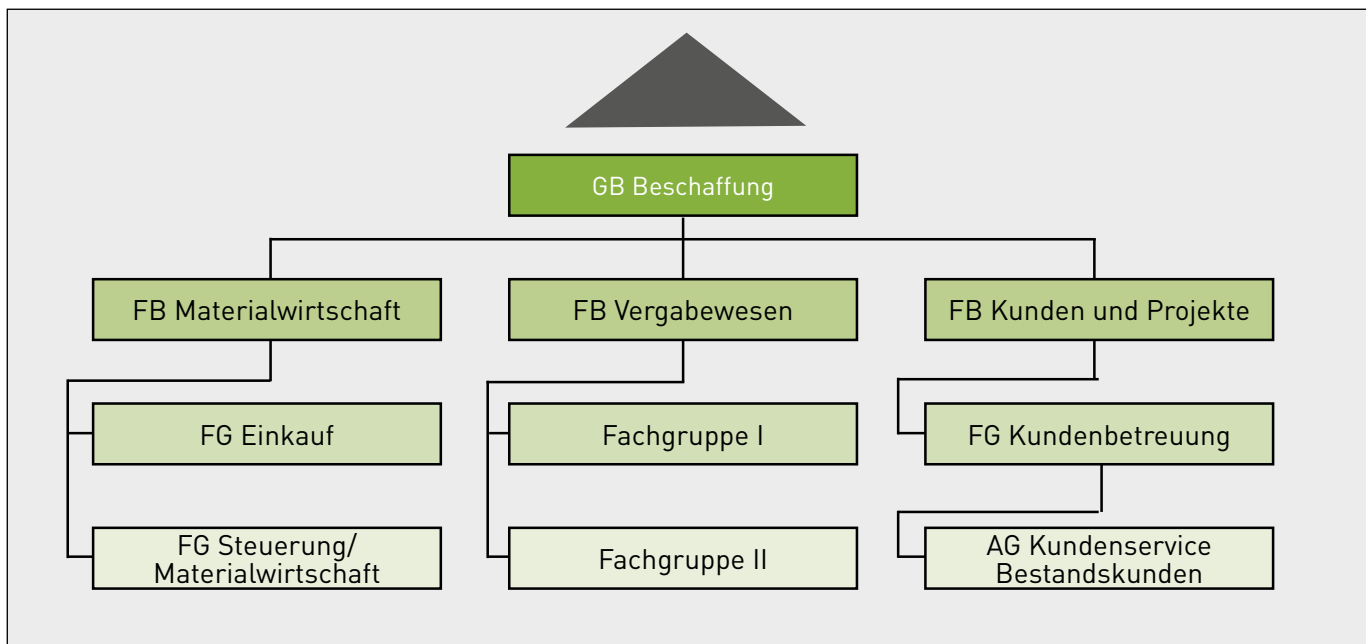 GB Beschaffung
FB Materialwirtschaft
FB Vergabewesen
FB Kunden und Projekte
FG Einkauf
Fachgruppe I
FG Kundenbetreuung
FG Steuerung/
Materialwirtschaft
Fachgruppe II
AG Kundenservice
Bestandskunden